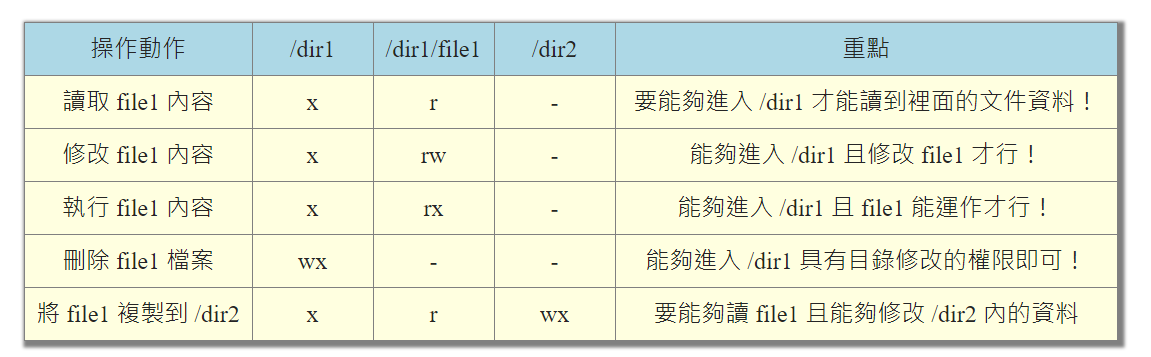 操作動作 /dir1 /dir1/file1 /dir2 重點
讀取 file1 內容 x r - 要能夠進入 /dir1 才能讀到裡面的文件資料！
修改 file1 內容 x rw - 能夠進入 /dir1 且修改 file1 才行！
執行 file1 內容 x rx - 能夠進入 /dir1 且 file1 能運作才行！
刪除 file1 檔案 wx - - 能夠進入 /dir1 具有目錄修改的權限即可！
將 file1 複製到 /dir2 x r wx 要能夠讀 file1 且能夠修改 /dir2 內的資料